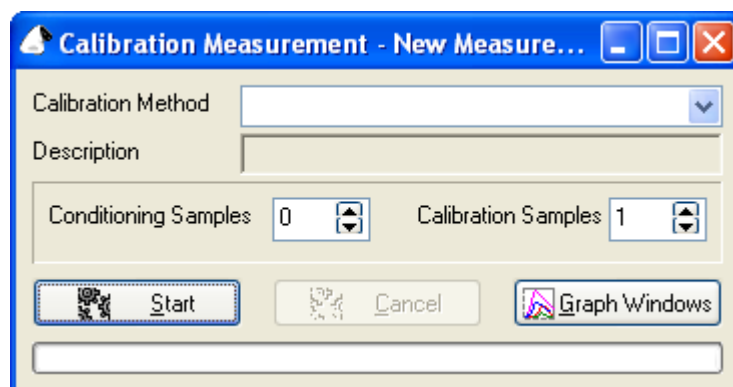 Calibration Measurement - New Measure...
Calibration Method
Description
Conditioning Samples 0 Calibration Samples 1
Start Cancel Graph Windows